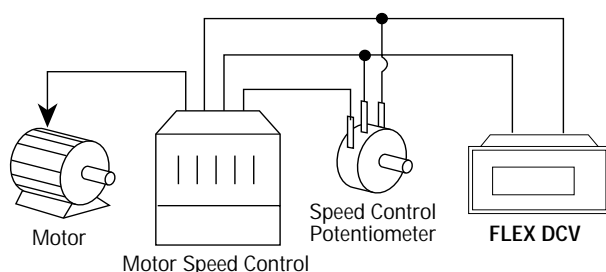 Motor
Motor Speed Control
Speed Control
Potentiometer
FLEX DCV